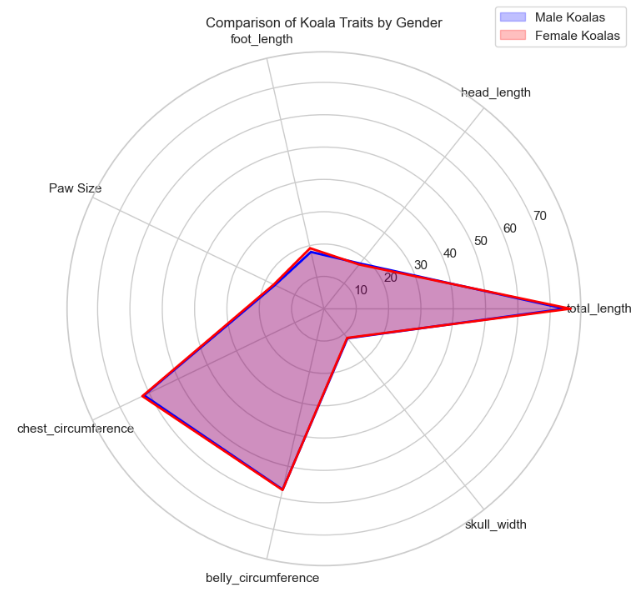 Comparison of Koala Traits by Gender
Male Koalas
Female Koalas
foot_length
head_length
Paw Size
70
60
50
40
30
20
10
total_length
chest_circumference
skull_width
belly_circumference